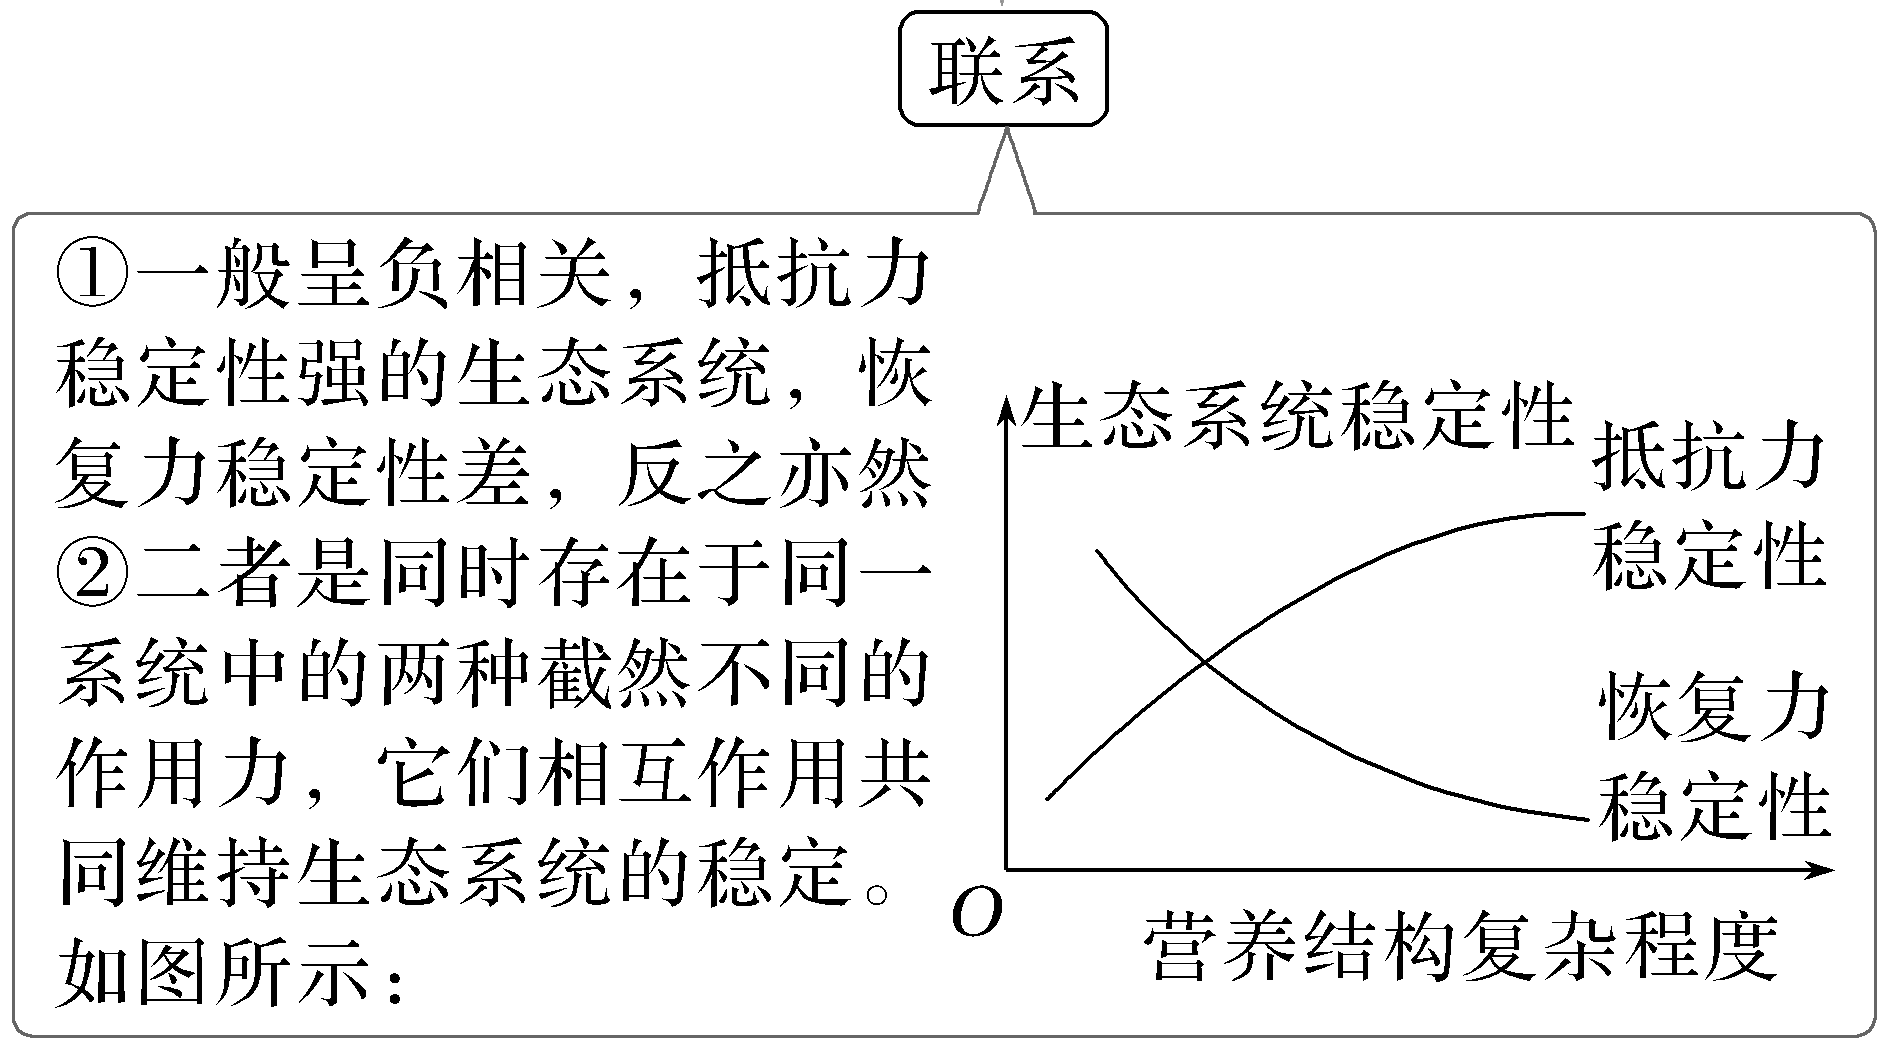 联系
①一般呈负相关，抵抗力
稳定性强的生态系统，恢
复力稳定性差，反之亦然
②二者是同时存在于同一
系统中的两种截然不同的
作用力，它们相互作用共
同维持生态系统的稳定。
如图所示：
生态系统稳定性
抵抗力
稳定性
恢复力
稳定性
O
营养结构复杂程度